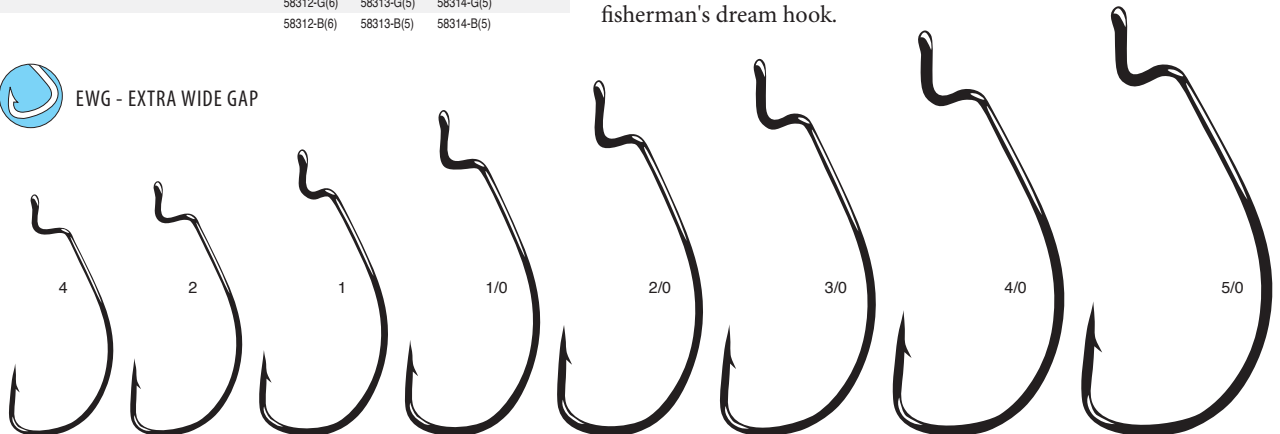 58312-G(6) 58313-G(5) 58314-G(5)
58312-B(6) 58313-B(5) 58314-B(5)
fisherman's dream hook.
EWG - EXTRA WIDE GAP
4 2 1 1/0 2/0 3/0 4/0 5/0